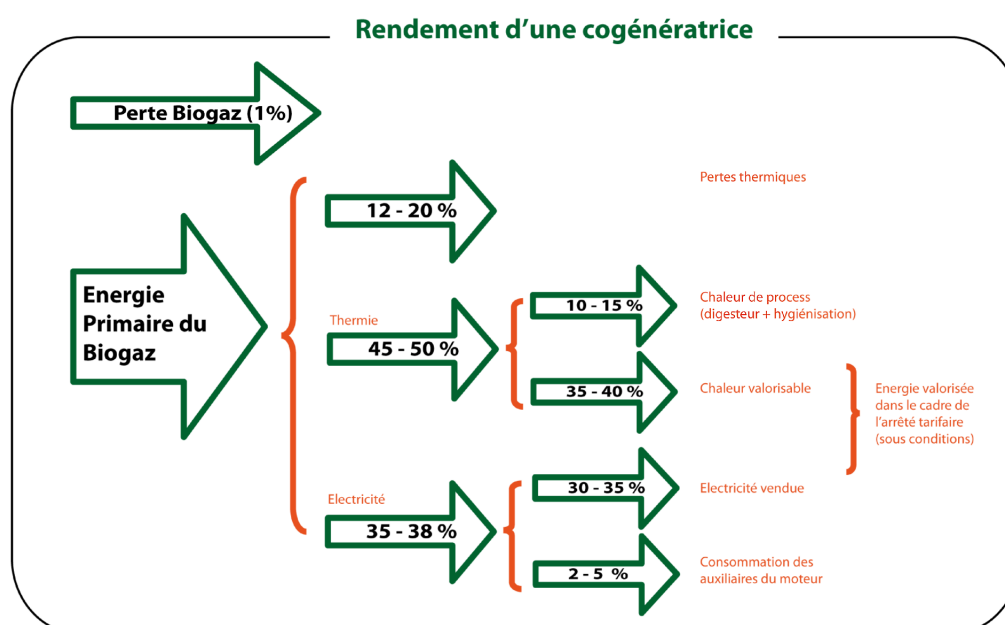 Rendement d’une cogénératrice
Perte Biogaz (1%)
Pertes thermiques
12 - 20 %
Energie
Primaire du
Biogaz
10 - 15 %
Chaleur de process
(digesteur + hygiénisation)
Thermie
45 - 50 %
35 - 40 %
Chaleur valorisable
Energie valorisée
dans le cadre de
l’arrêté tarifaire
(sous conditions)
30 - 35 %
Electricité vendue
Electricité
35 - 38 %
Consommation des
auxiliaires du moteur
2 - 5 %